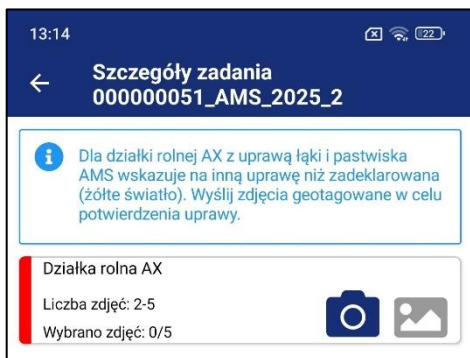 13:14
22
Szczegóły zadania
000000051_AMS_2025_2
Dla działki rolnej AX z uprawą łąki i pastwiska
AMS wskazuje na inną uprawę niż zadeklarowana
(żółte światło). Wyślij zdjęcia geotagowane w celu
potwierdzenia uprawy.
Działka rolna AX
Liczba zdjęć: 2-5
Wybrano zdjęć: 0/5